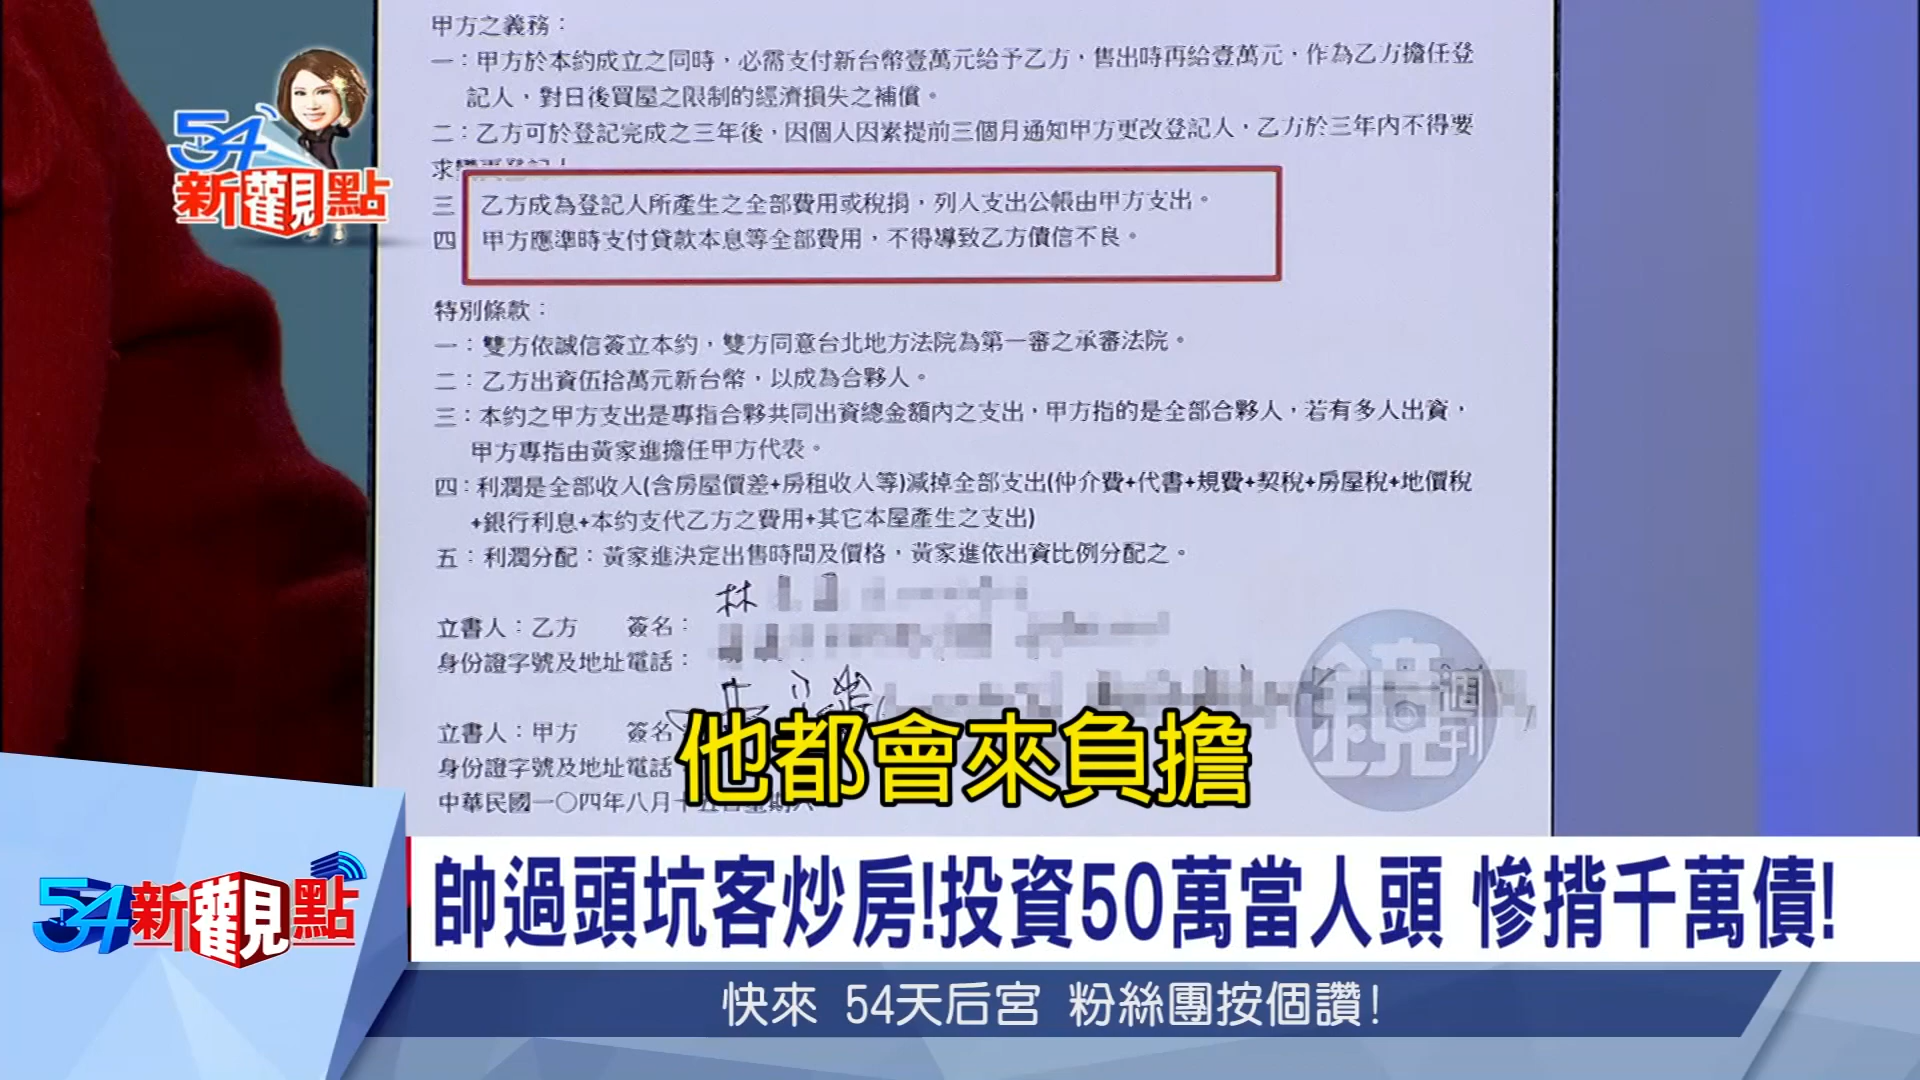 甲方之義務：
一：甲方於本約成立之同時，必需支付新台幣壹萬元給予乙方，售出時再給壹萬元，作為乙方擔任登
記人，對日後買屋之限制的經濟損失之補償。
二：乙方可於登記完成之三年後，因個人因素提前三個月通知甲方更改登記人，乙方於三年內不得要
求變更登記人
三 乙方成為登記人所產生之全部費用或稅捐，列入支出公帳由甲方支出。
四 甲方應準時支付貸款本息等全部費用，不得導致乙方債信不良。
特別條款：
一：雙方依誠信簽立本約，雙方同意台北地方法院為第一審之承審法院。
二：乙方出資伍拾萬元新台幣，以成為合夥人。
三：本約之甲方支出是專指合夥共同出資總金額內之支出，甲方指的是全部合夥人，若有多人出資，
甲方專指由黃家進擔任甲方代表。
四：利潤是全部收入(含房屋價差+房租收入等)減掉全部支出(仲介費+代書+規費+契稅+房屋稅+地價稅
+銀行利息+本約支代乙方之費用+其它本屋產生之支出)
五：利潤分配：黃家進決定出售時間及價格，黃家進依出資比例分配之。
林
立書人：乙方 簽名：
身份證字號及地址電話：
立書人：甲方 簽名
身份證字號及地址電話
中華民國一〇四年八月十五日星期六
鏡週刊
54新觀點
他都會來負擔
54新觀點
帥過頭坑客炒房!投資50萬當人頭 慘揹千萬債!
快來 54天后宮 粉絲團按個讚!